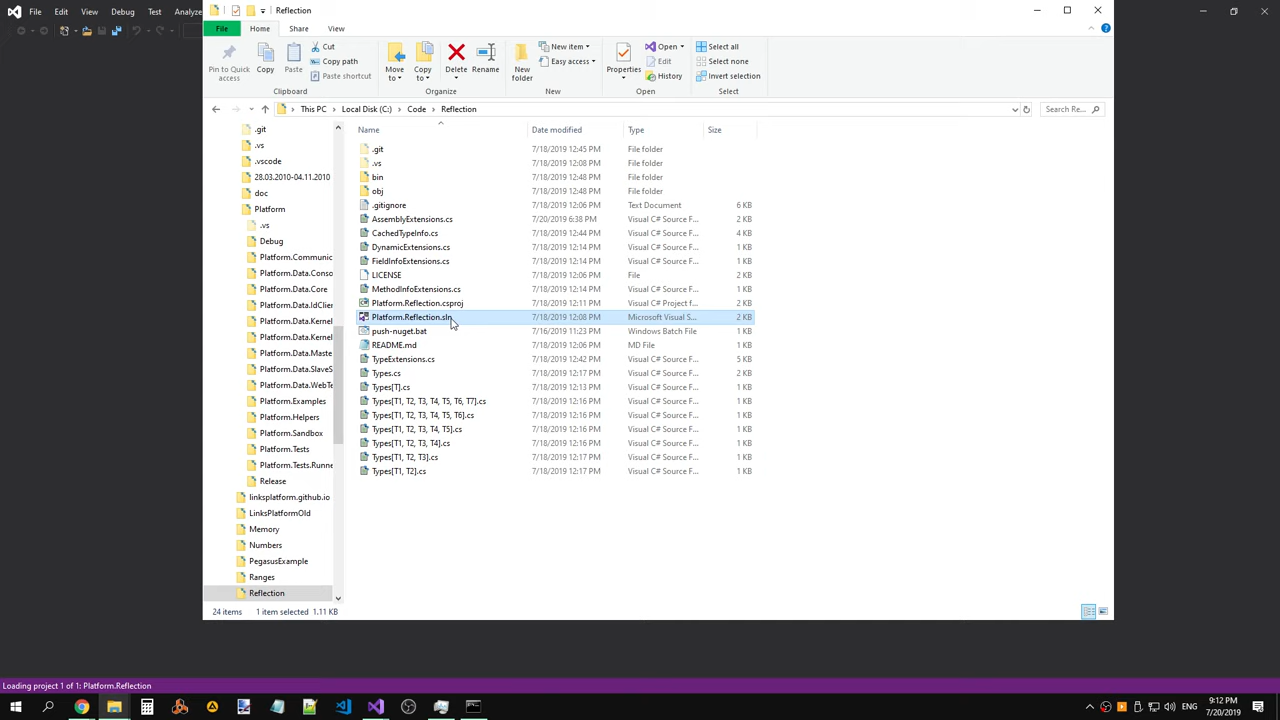 File Edit View Debug Test Analyze
Reflection
File Home Share View
Pin to Quick access
Copy
Paste
Cut
Copy path
Paste shortcut
Move to
Copy to
Delete
Rename
New folder
New item
Easy access
Properties
Open
Edit
History
Select all
Select none
Invert selection
Clipboard Organize New Open Select
This PC Local Disk (C:) Code Reflection
Search Re...
Name Date modified Type Size
.git
.vs
.vscode
28.03.2010-04.11.2010
doc
Platform
.vs
Debug
Platform.Communic
Platform.Data.Conso
Platform.Data.Core
Platform.Data.IdClien
Platform.Data.Kernel
Platform.Data.Kernel
Platform.Data.Maste
Platform.Data.SlaveS
Platform.Data.WebTe
Platform.Examples
Platform.Helpers
Platform.Sandbox
Platform.Tests
Platform.Tests.Runne
Release
linksplatform.github.io
LinksPlatformOld
Memory
Numbers
PegasusExample
Ranges
Reflection
.git 7/18/2019 12:45 PM File folder
.vs 7/18/2019 12:08 PM File folder
bin 7/18/2019 12:48 PM File folder
obj 7/18/2019 12:48 PM File folder
.gitignore 7/18/2019 12:06 PM Text Document 6 KB
AssemblyExtensions.cs 7/20/2019 6:38 PM Visual C# Source F... 2 KB
CachedTypeInfo.cs 7/18/2019 12:44 PM Visual C# Source F... 4 KB
DynamicExtensions.cs 7/18/2019 12:14 PM Visual C# Source F... 1 KB
FieldInfoExtensions.cs 7/18/2019 12:14 PM Visual C# Source F... 1 KB
LICENSE 7/18/2019 12:06 PM File 2 KB
MethodInfoExtensions.cs 7/18/2019 12:14 PM Visual C# Source F... 1 KB
Platform.Reflection.csproj 7/18/2019 12:11 PM Visual C# Project f... 2 KB
Platform.Reflection.sln 7/18/2019 12:08 PM Microsoft Visual S... 2 KB
push-nuget.bat 7/16/2019 11:23 PM Windows Batch File 1 KB
README.md 7/18/2019 12:06 PM MD File 1 KB
TypeExtensions.cs 7/18/2019 12:42 PM Visual C# Source F... 5 KB
Types.cs 7/18/2019 12:17 PM Visual C# Source F... 2 KB
Types[T].cs 7/18/2019 12:13 PM Visual C# Source F... 1 KB
Types[T1, T2, T3, T4, T5, T6, T7].cs 7/18/2019 12:16 PM Visual C# Source F... 1 KB
Types[T1, T2, T3, T4, T5, T6].cs 7/18/2019 12:16 PM Visual C# Source F... 1 KB
Types[T1, T2, T3, T4, T5].cs 7/18/2019 12:16 PM Visual C# Source F... 1 KB
Types[T1, T2, T3, T4].cs 7/18/2019 12:16 PM Visual C# Source F... 1 KB
Types[T1, T2, T3].cs 7/18/2019 12:17 PM Visual C# Source F... 1 KB
Types[T1, T2].cs 7/18/2019 12:17 PM Visual C# Source F... 1 KB
24 items 1 item selected 1.11 KB
Loading project 1 of 1: Platform.Reflection
ENG
9:12 PM
7/20/2019